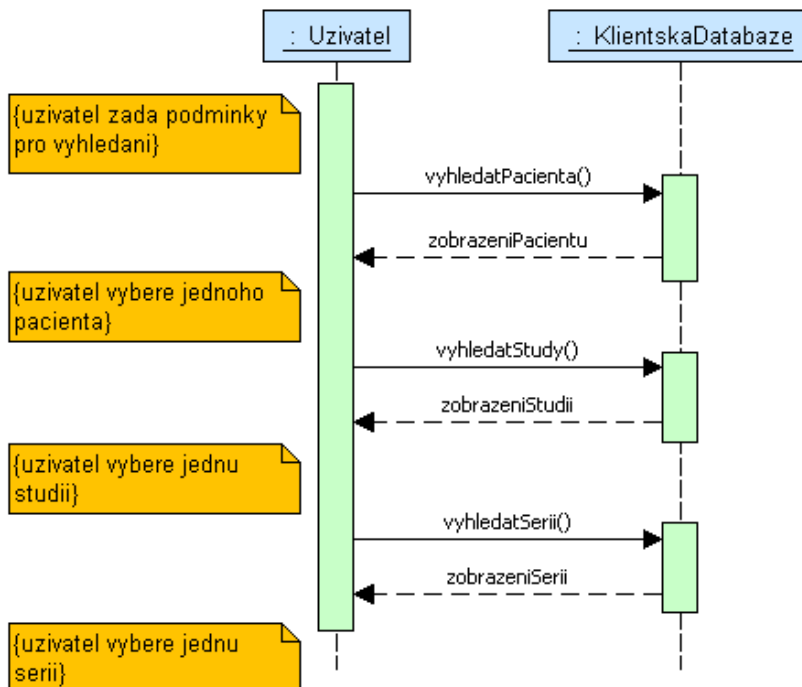 : Uzivatel
: KlientskaDatabaze
{uzivatel zada podminky
pro vyhledani}
vyhledatPacienta()
zobrazeniPacientu
{uzivatel vybere jednoho
pacienta}
vyhledatStudy()
zobrazeniStudii
{uzivatel vybere jednu
studii}
vyhledatSerii()
zobrazeniSerii
{uzivatel vybere jednu
serii}